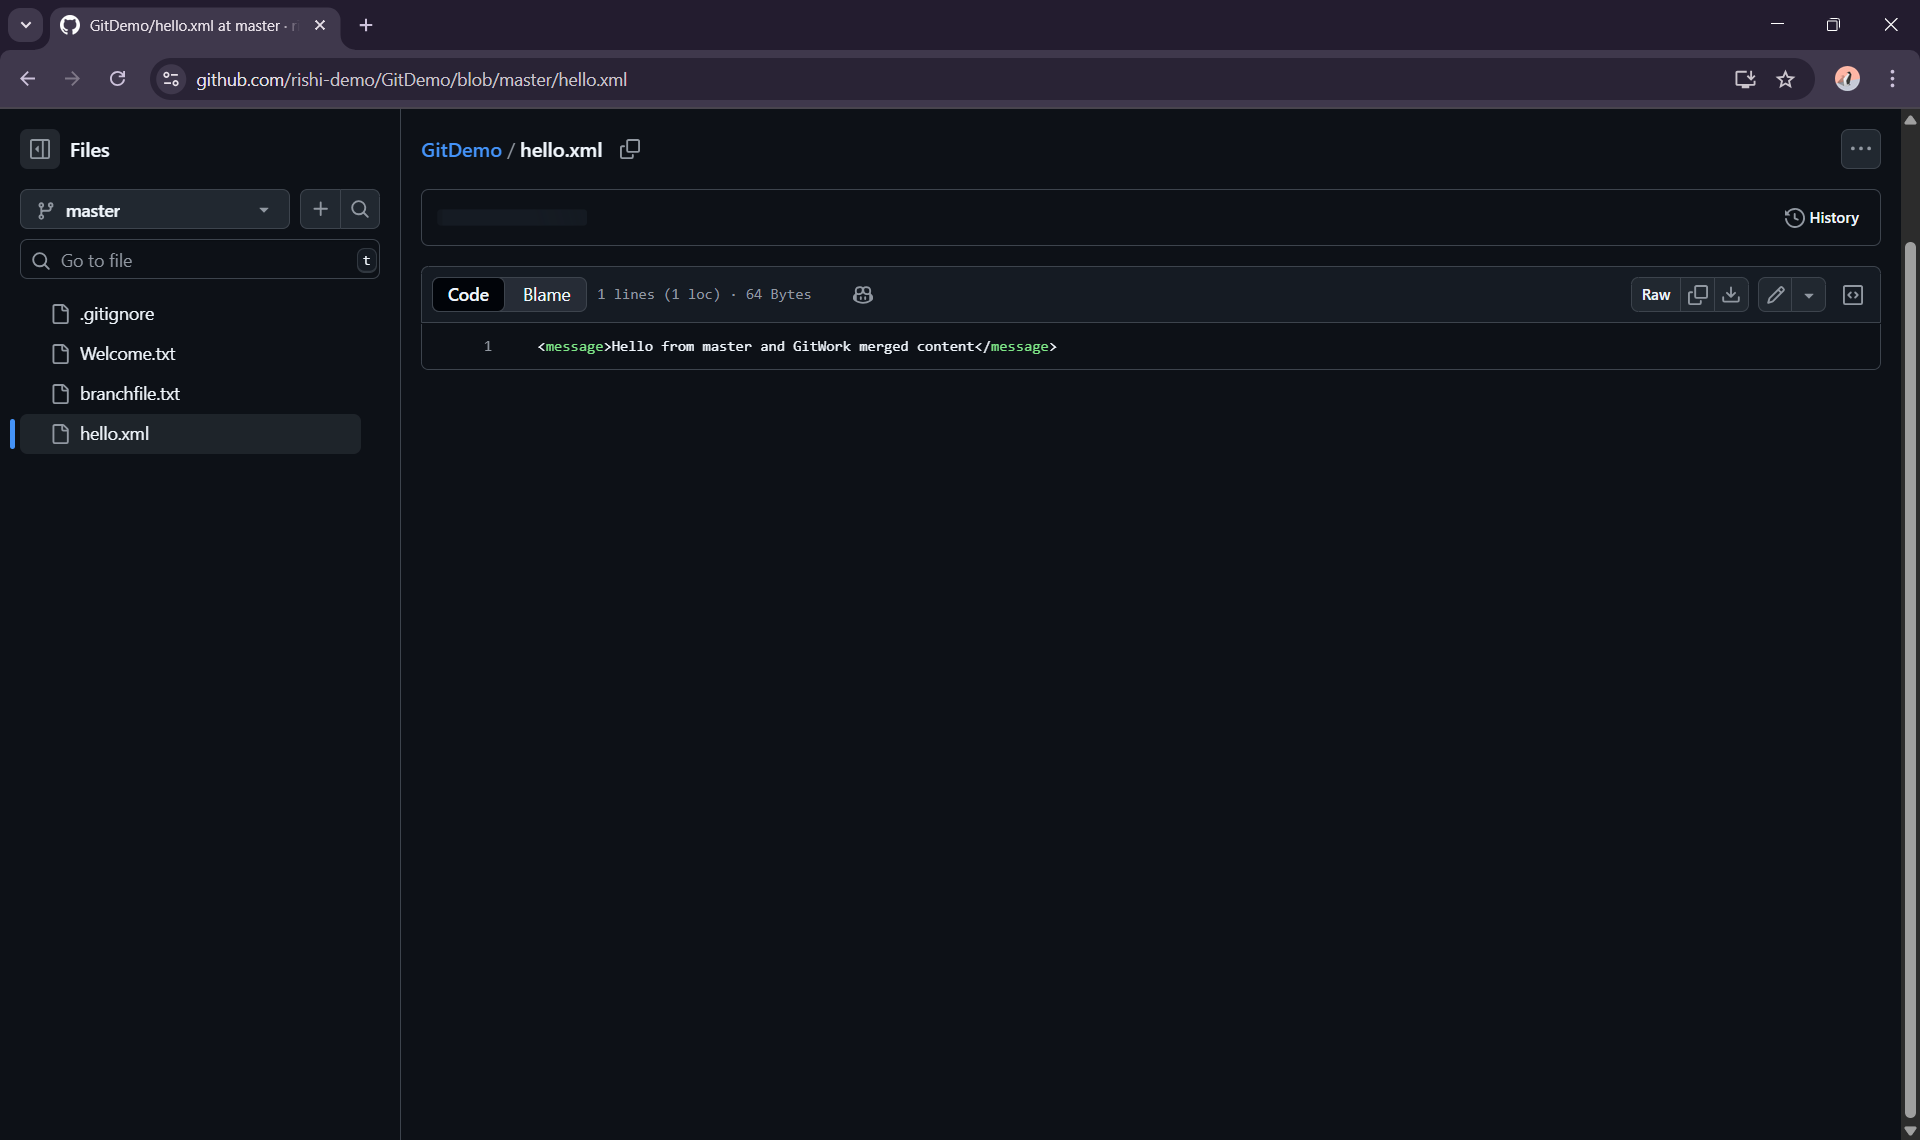 GitDemo/hello.xml at master ·
github.com/rishi-demo/GitDemo/blob/master/hello.xml
Files
master
Go to file
t
.gitignore
Welcome.txt
branchfile.txt
hello.xml
GitDemo / hello.xml
History
Code
Blame
1 lines (1 loc) · 64 Bytes
Raw
1 <message>Hello from master and GitWork merged content</message>